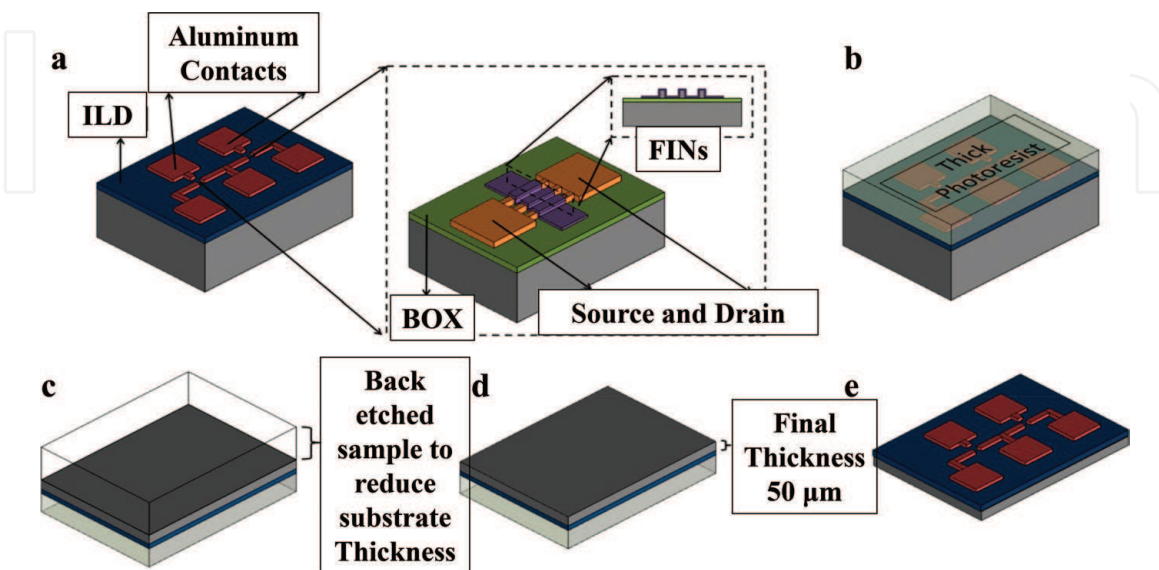 a
Aluminum
Contacts
ILD
FINs
BOX
Source and Drain
b
Thick
Photoresist
c
Back
etched
sample to
reduce
substrate
Thickness
d
Final
Thickness
50 μm
e